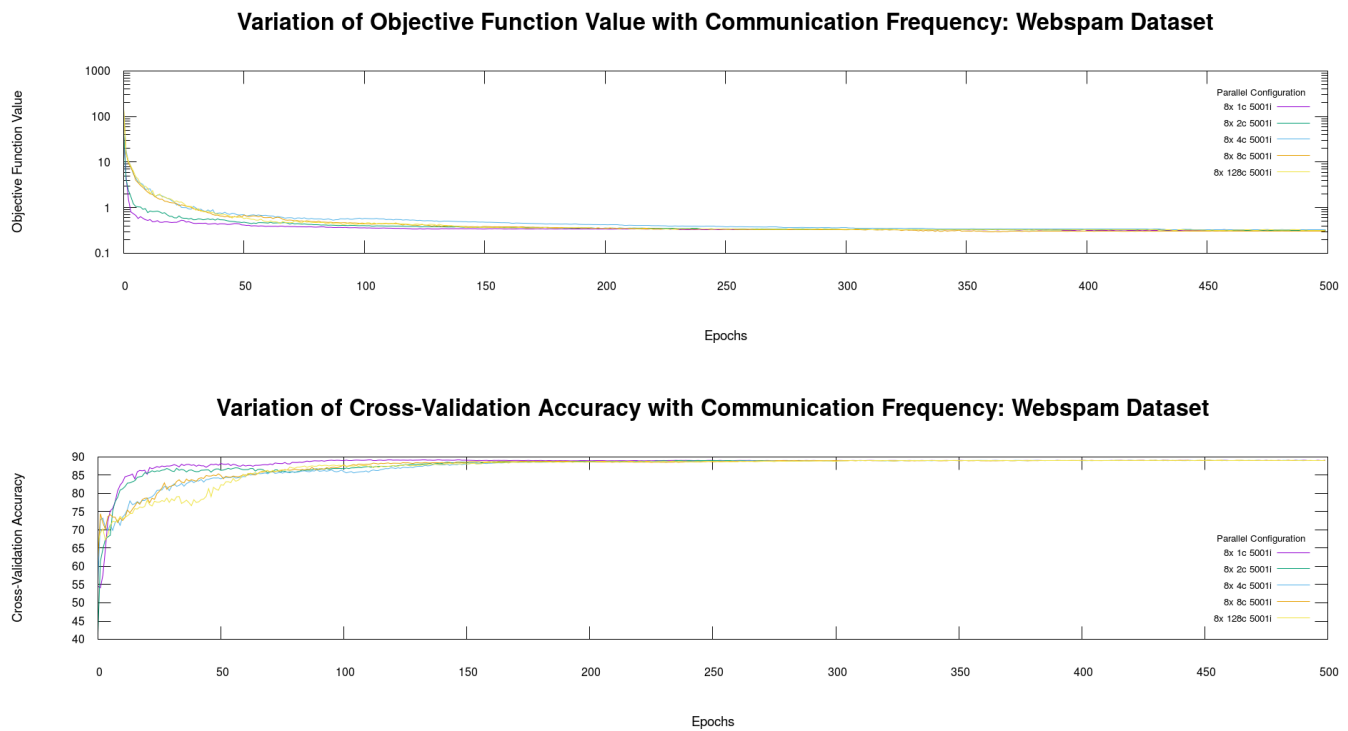 Variation of Objective Function Value with Communication Frequency: Webspam Dataset
Objective Function Value
1000
100
10
1
0.1
Parallel Configuration
8x 1c 5001i
8x 2c 5001i
8x 4c 5001i
8x 8c 5001i
8x 128c 5001i
0 50 100 150 200 250 300 350 400 450 500
Epochs
Variation of Cross-Validation Accuracy with Communication Frequency: Webspam Dataset
Cross-Validation Accuracy
90
85
80
75
70
65
60
55
50
45
40
Parallel Configuration
8x 1c 5001i
8x 2c 5001i
8x 4c 5001i
8x 8c 5001i
8x 128c 5001i
0 50 100 150 200 250 300 350 400 450 500
Epochs